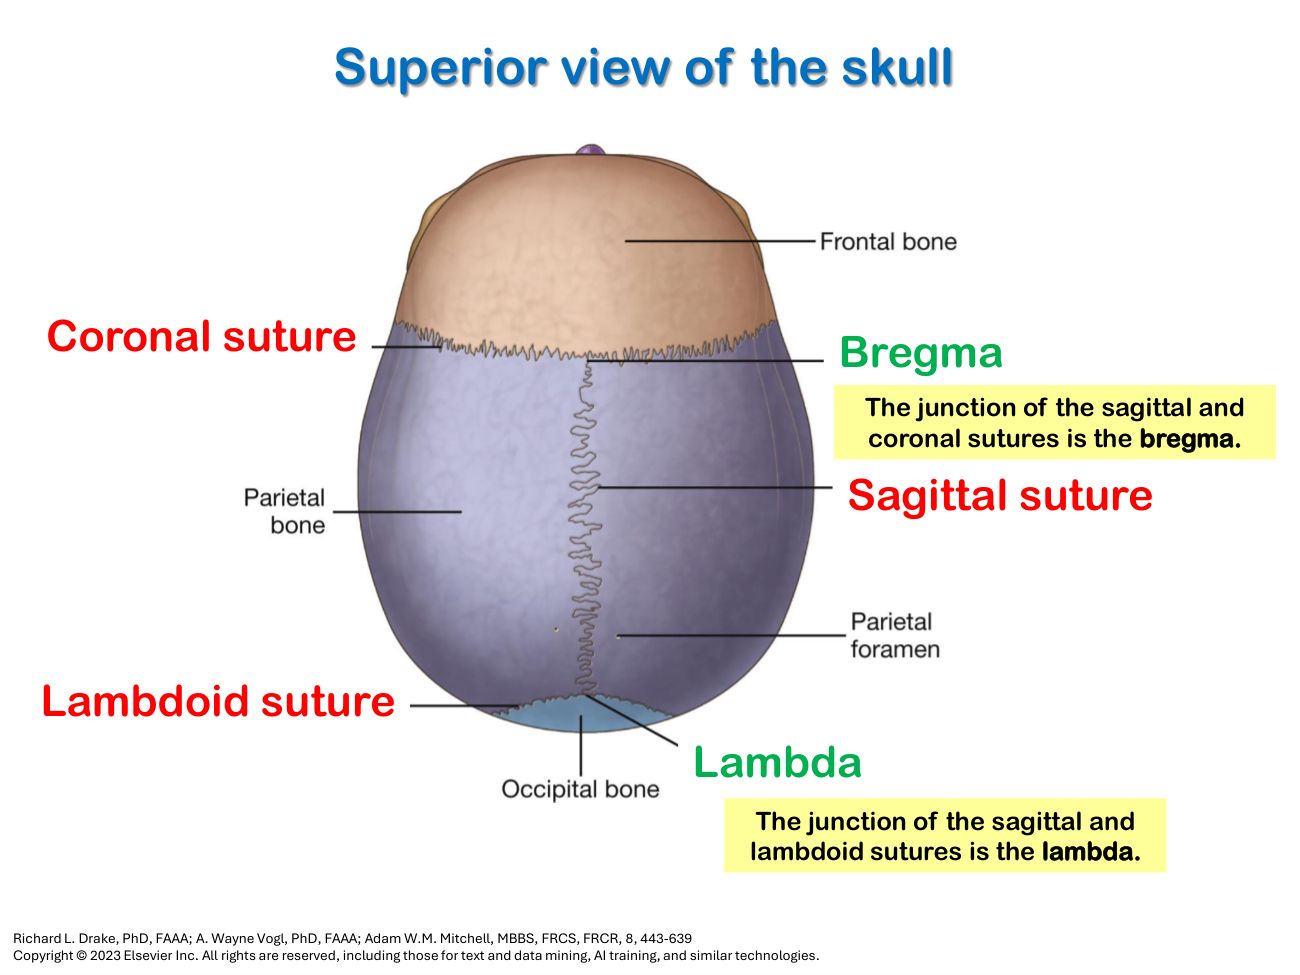 Superior view of the skull
Frontal bone
Coronal suture
Bregma
The junction of the sagittal and
coronal sutures is the bregma.
Sagittal suture
Parietal
bone
Parietal
foramen
Lambdoid suture
Lambda
Occipital bone
The junction of the sagittal and
lambdoid sutures is the lambda.
Richard L. Drake, PhD, FAAA; A. Wayne Vogl, PhD, FAAA; Adam W.M. Mitchell, MBBS, FRCS, FRCR, 8, 443-639
Copyright © 2023 Elsevier Inc. All rights are reserved, including those for text and data mining, AI training, and similar technologies.